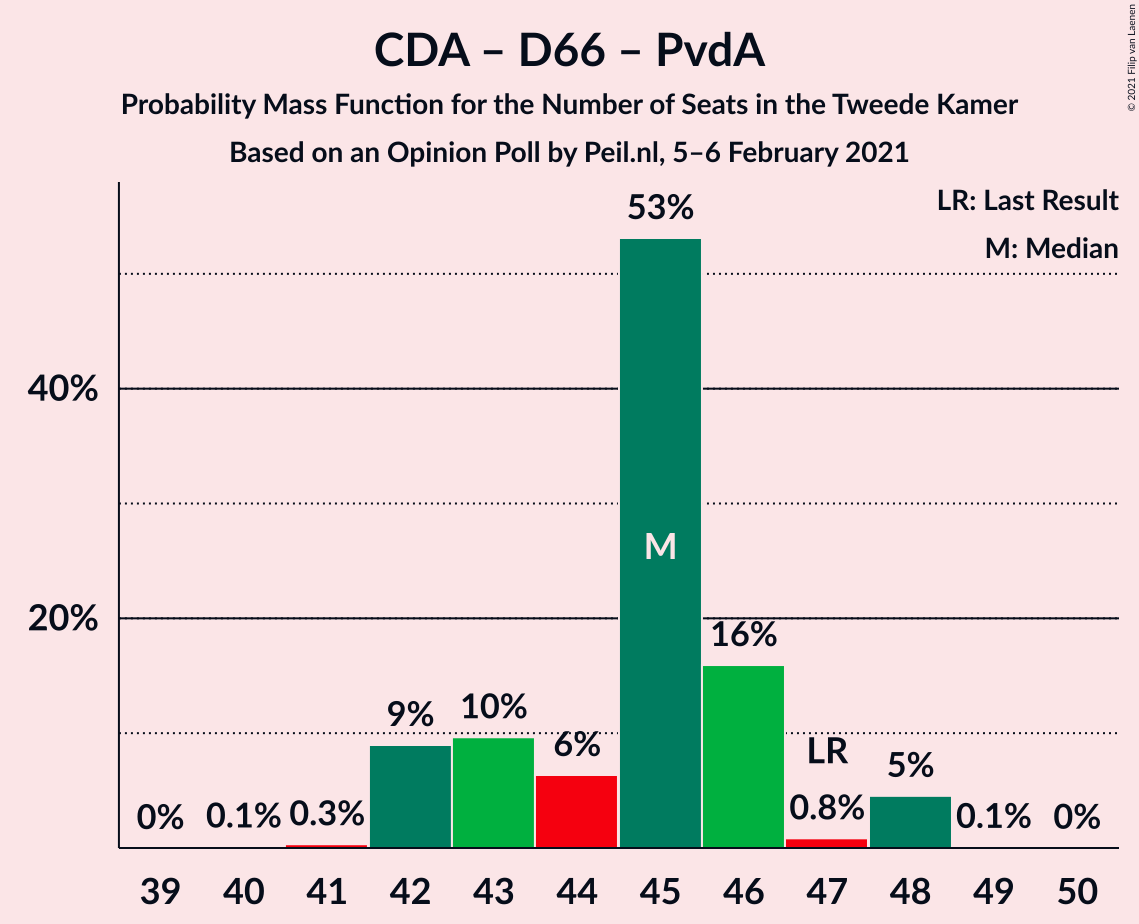 CDA – D66 – PvdA
Probability Mass Function for the Number of Seats in the Tweede Kamer
Based on an Opinion Poll by Peil.nl, 5–6 February 2021
© 2021 Filip van Laenen
LR: Last Result
M: Median
53%
40%
M
20%
16%
9%
10%
6%
LR
5%
0%
0.1%
0.3%
0.8%
0.1%
0%
39 40 41 42 43 44 45 46 47 48 49 50